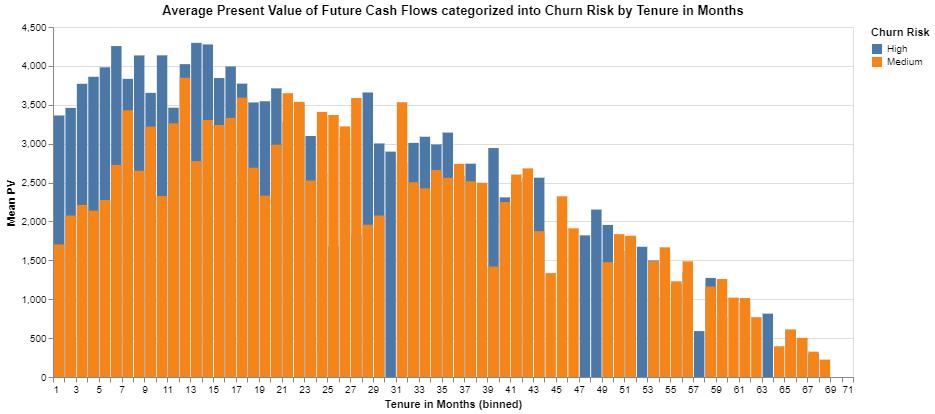 Average Present Value of Future Cash Flows categorized into Churn Risk by Tenure in Months
Churn Risk
High
Medium
4,500
4,000
3,500
3,000
2,500
2,000
1,500
1,000
500
0
Mean PV
1 3 5 7 9 11 13 15 17 19 21 23 25 27 29 31 33 35 37 39 41 43 45 47 49 51 53 55 57 59 61 63 65 67 69 71
Tenure in Months (binned)